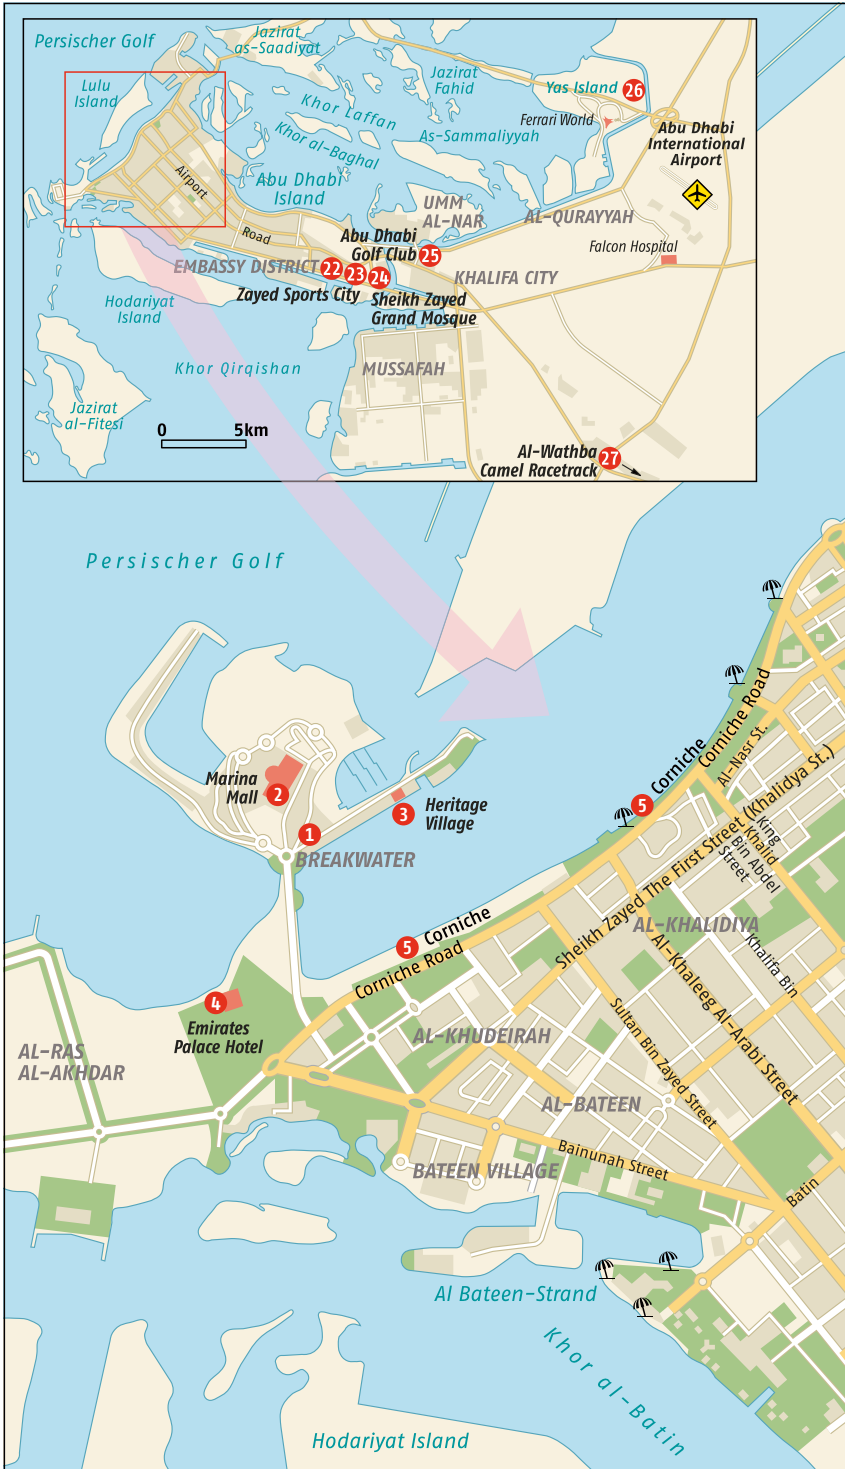 Persischer Golf
Jazirat
as-Saadiyat
Lulu
Island
Jazirat
Fahid
Yas Island
26
Khor Laffan
Ferrari World
As-Sammaliyyah
Khor al-Baghal
Abu Dhabi
International
Airport
Airport
Abu Dhabi
Island
UMM
AL-NAR
AL-QURAYYAH
Road
Abu Dhabi
Golf Club
25
Falcon Hospital
EMBASSY DISTRICT
22
23
24
KHALIFA CITY
Zayed Sports City
Sheikh Zayed
Grand Mosque
Hodariyat
Island
Khor Qirqishan
MUSSAFAH
Jazirat
al-Fitesi
0
5km
Al-Wathba
Camel Racetrack
27
Persischer Golf
Corniche Road
Al-Nasr St.
Corniche
5
Marina
Mall
2
Heritage
Village
3
1
BREAKWATER
Sheikh Zayed The First Street (Khalidya St.)
King
Khalid
Bin Abdel
Street
5
Corniche
Corniche Road
AL-KHALIDIYA
Khalifa Bin
Al-Khaleeg Al-Arabi Street
4
Emirates
Palace Hotel
AL-RAS
AL-AKHDAR
AL-KHUDEIRAH
Sultan Bin Zayed Street
AL-BATEEN
Bainunah Street
BATEEN VILLAGE
Batin
Al Bateen-Strand
Khor al-Batin
Hodariyat Island